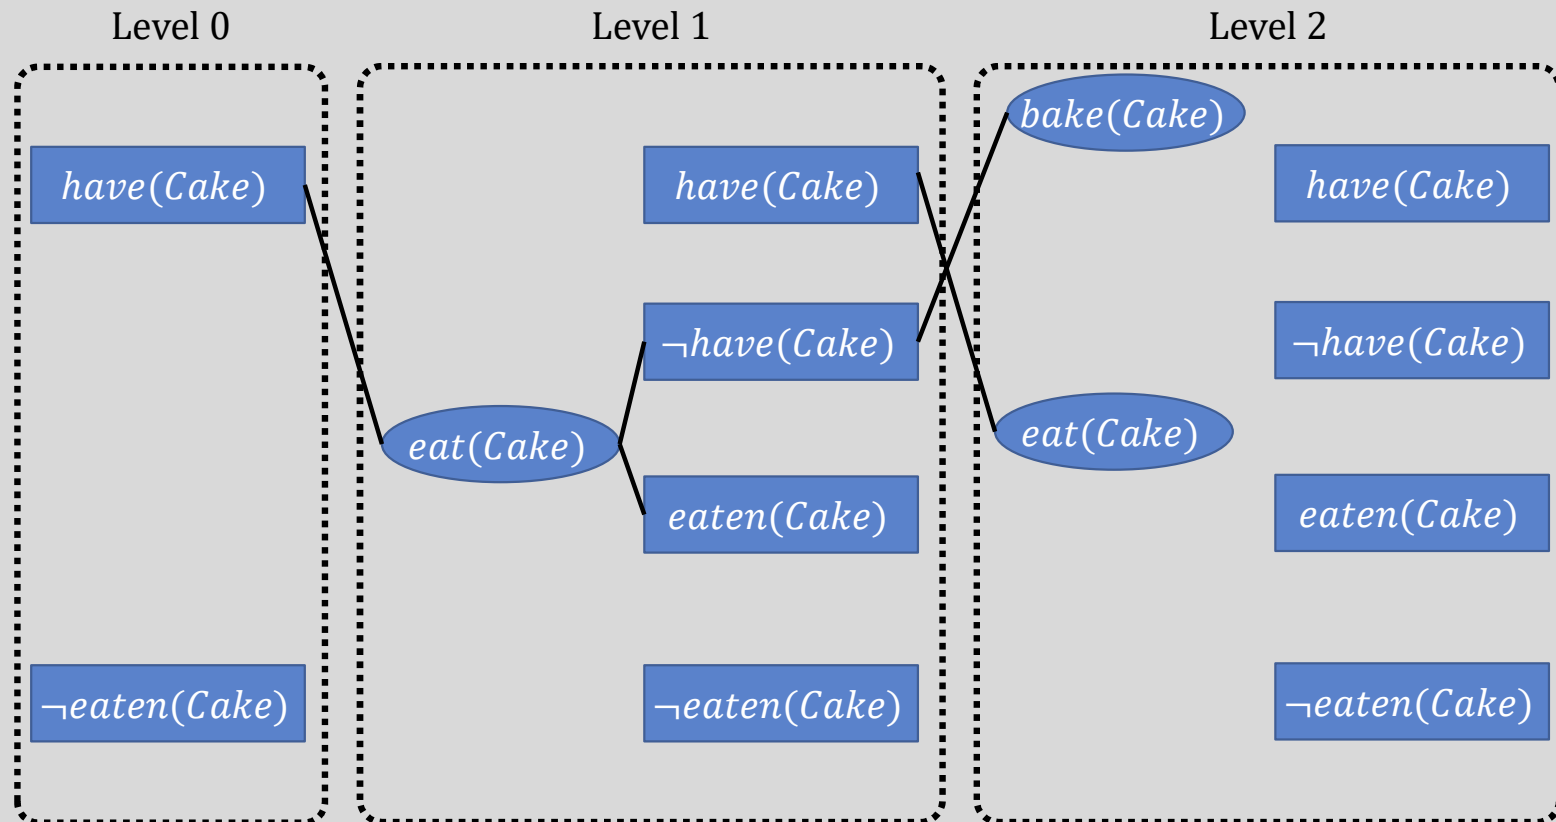 Level 0
Level 1
Level 2
have(Cake)
¬eaten(Cake)
eat(Cake)
have(Cake)
¬have(Cake)
eaten(Cake)
¬eaten(Cake)
bake(Cake)
eat(Cake)
have(Cake)
¬have(Cake)
eaten(Cake)
¬eaten(Cake)